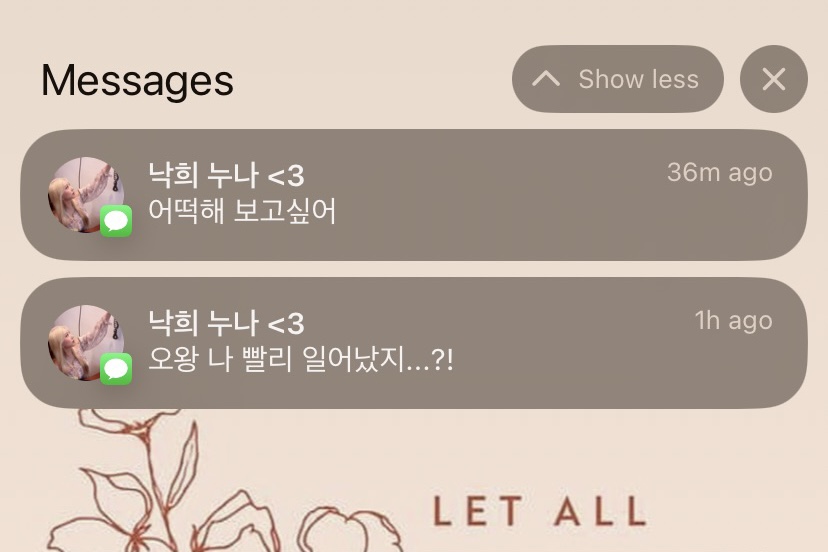 Messages
Show less
낙희 누나 <3
36m ago
어떡해 보고싶어
낙희 누나 <3
1h ago
오왕 나 빨리 일어났지...?!
LET ALL